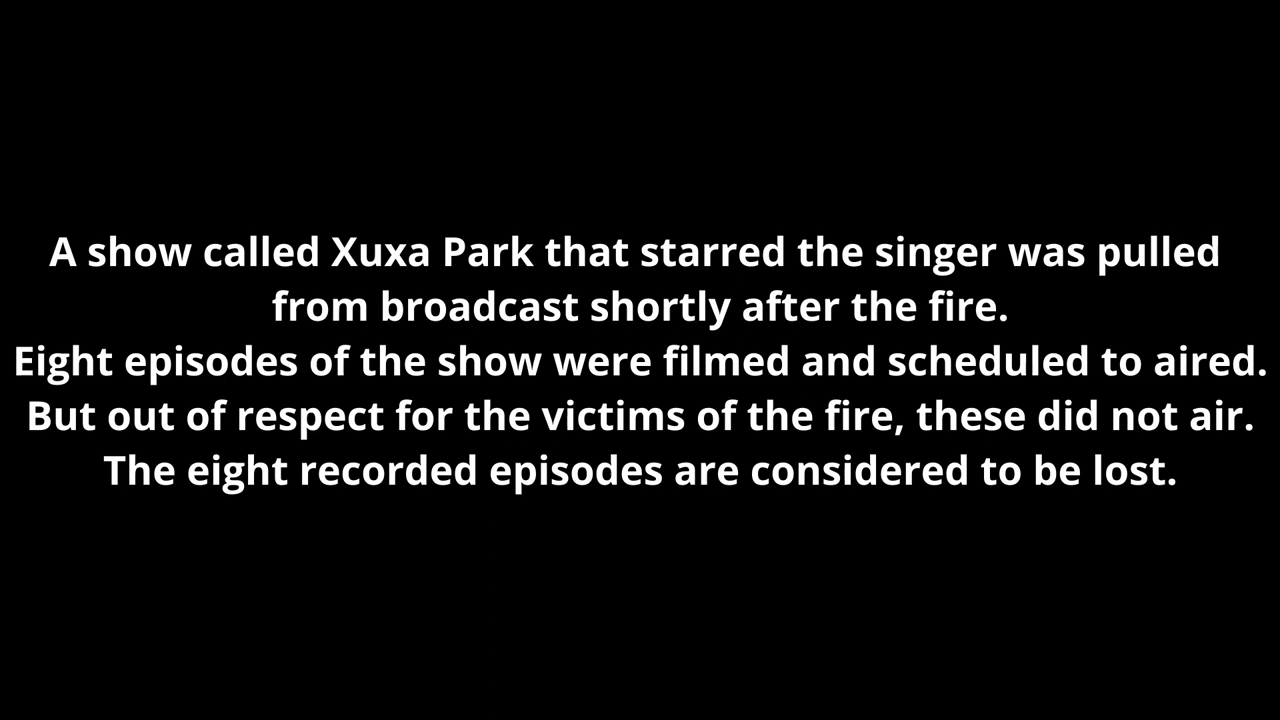 A show called Xuxa Park that starred the singer was pulled
from broadcast shortly after the fire.
Eight episodes of the show were filmed and scheduled to aired.
But out of respect for the victims of the fire, these did not air.
The eight recorded episodes are considered to be lost.